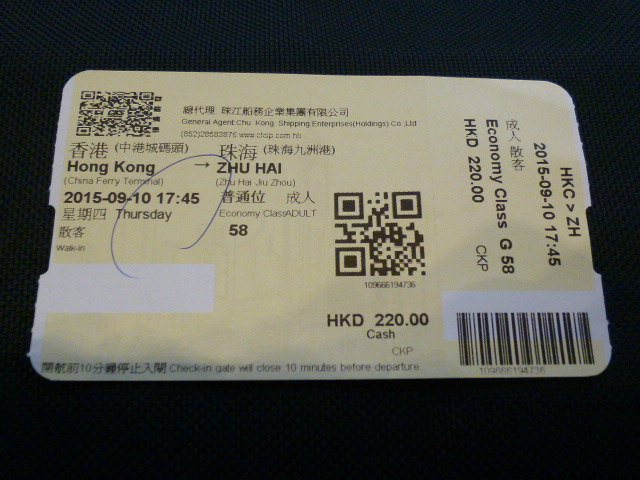 總代理 珠江船務企業集團有限公司
General Agent:Chu Kong Shipping Enterprises(Holdings) Co.,Ltd
(852)28583876 www.cksp.com.hk
香港 (中港城碼頭) 珠海 (珠海九洲港)
Hong Kong → ZHU HAI
(China Ferry Terminal) (Zhu Hai Jiu Zhou)
2015-09-10 17:45 普通位 成人
星期四 Thursday Economy ClassADULT
散客 58
Walk-in
109666194736
HKD 220.00
Cash
CKP
開航前10分鐘停止入閘 Check-in gate will close 10 minutes before departure
HKC > ZH
2015-09-10 17:45
成人 散客
Economy Class G 58
HKD 220.00
CKP
109666194736